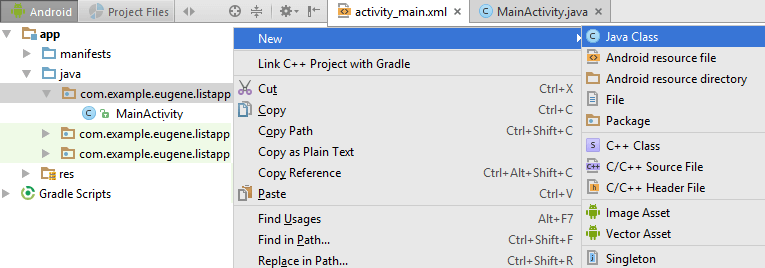 Android
Project Files
activity_main.xml
MainActivity.java
app
manifests
java
com.example.eugene.listapp
MainActivity
com.example.eugene.listapp
com.example.eugene.listapp
res
Gradle Scripts
New
Link C++ Project with Gradle
Cut Ctrl+X
Copy Ctrl+C
Copy Path Ctrl+Shift+C
Copy as Plain Text
Copy Reference Ctrl+Alt+Shift+C
Paste Ctrl+V
Find Usages Alt+F7
Find in Path... Ctrl+Shift+F
Replace in Path... Ctrl+Shift+R
Java Class
Android resource file
Android resource directory
File
Package
C++ Class
C/C++ Source File
C/C++ Header File
Image Asset
Vector Asset
Singleton